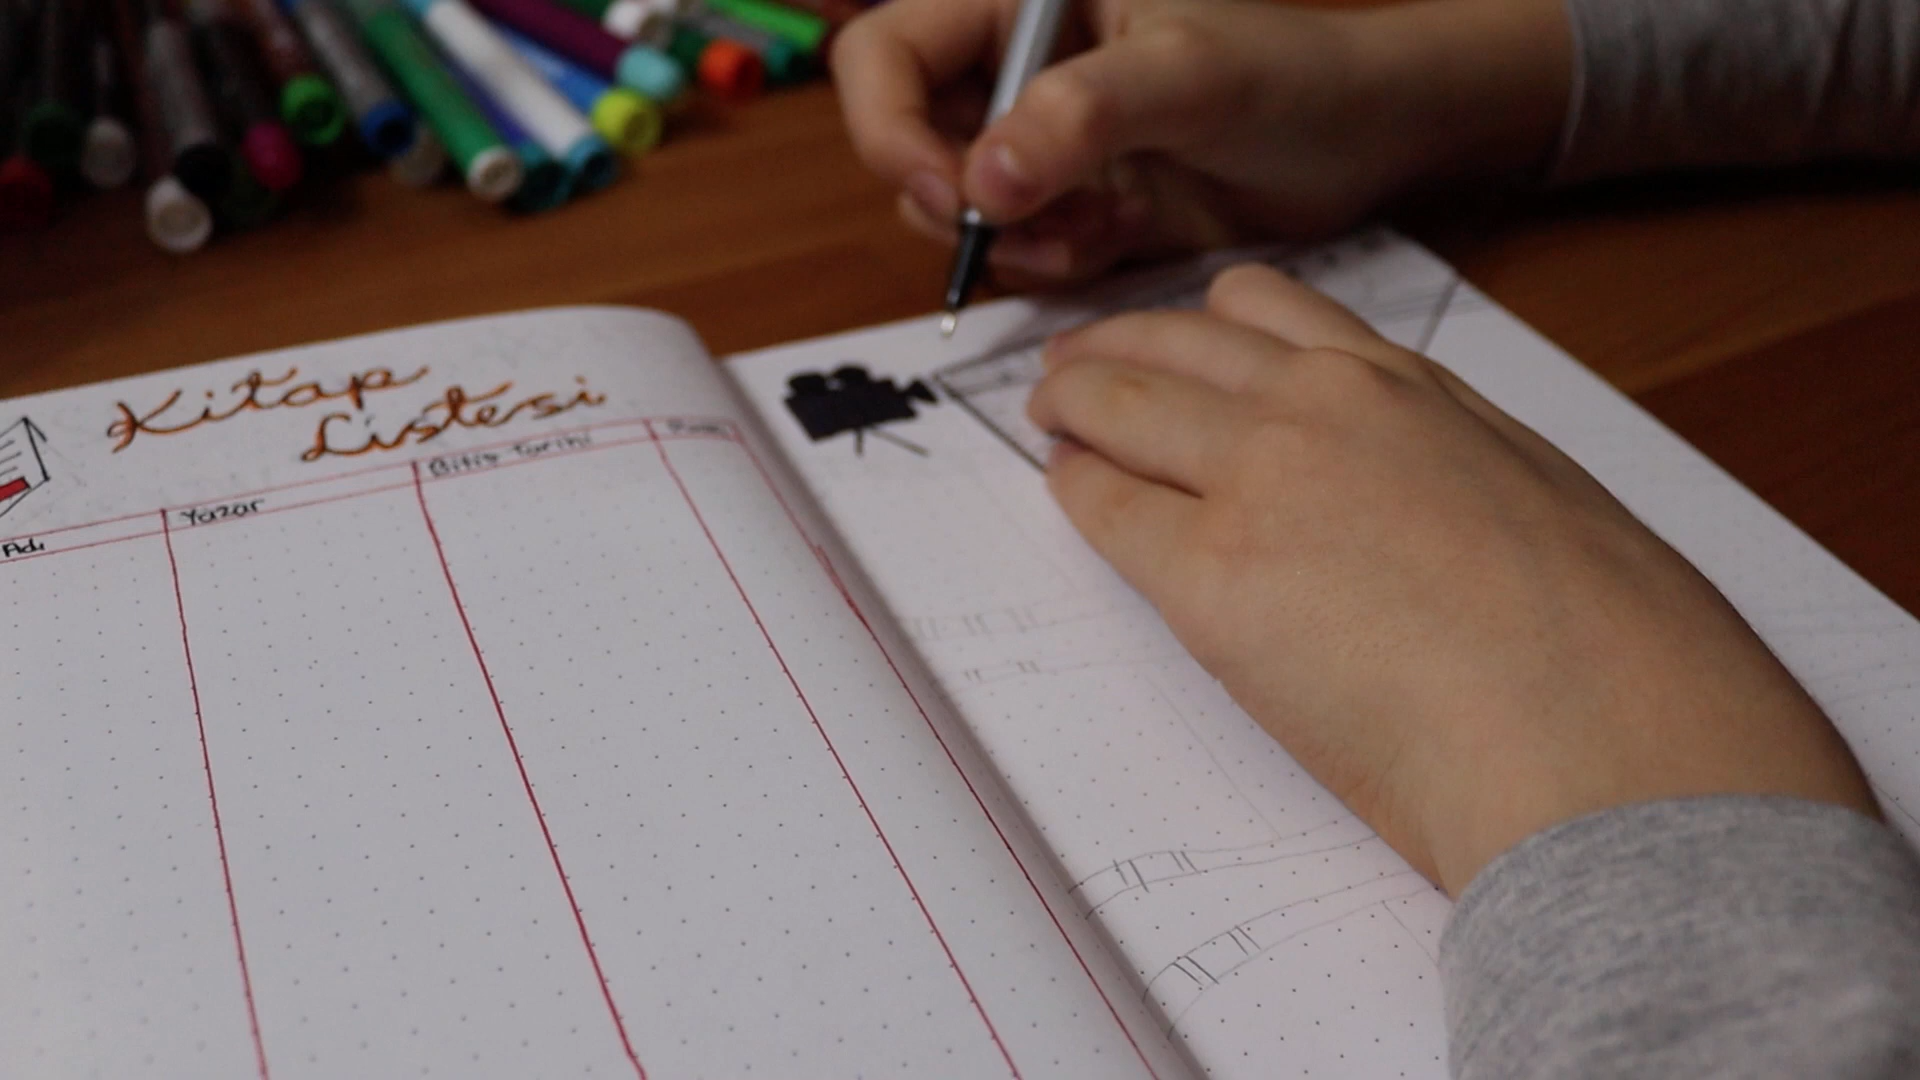 Kitap
Listesi
Adı
Yazar
Bitiş Tarihi